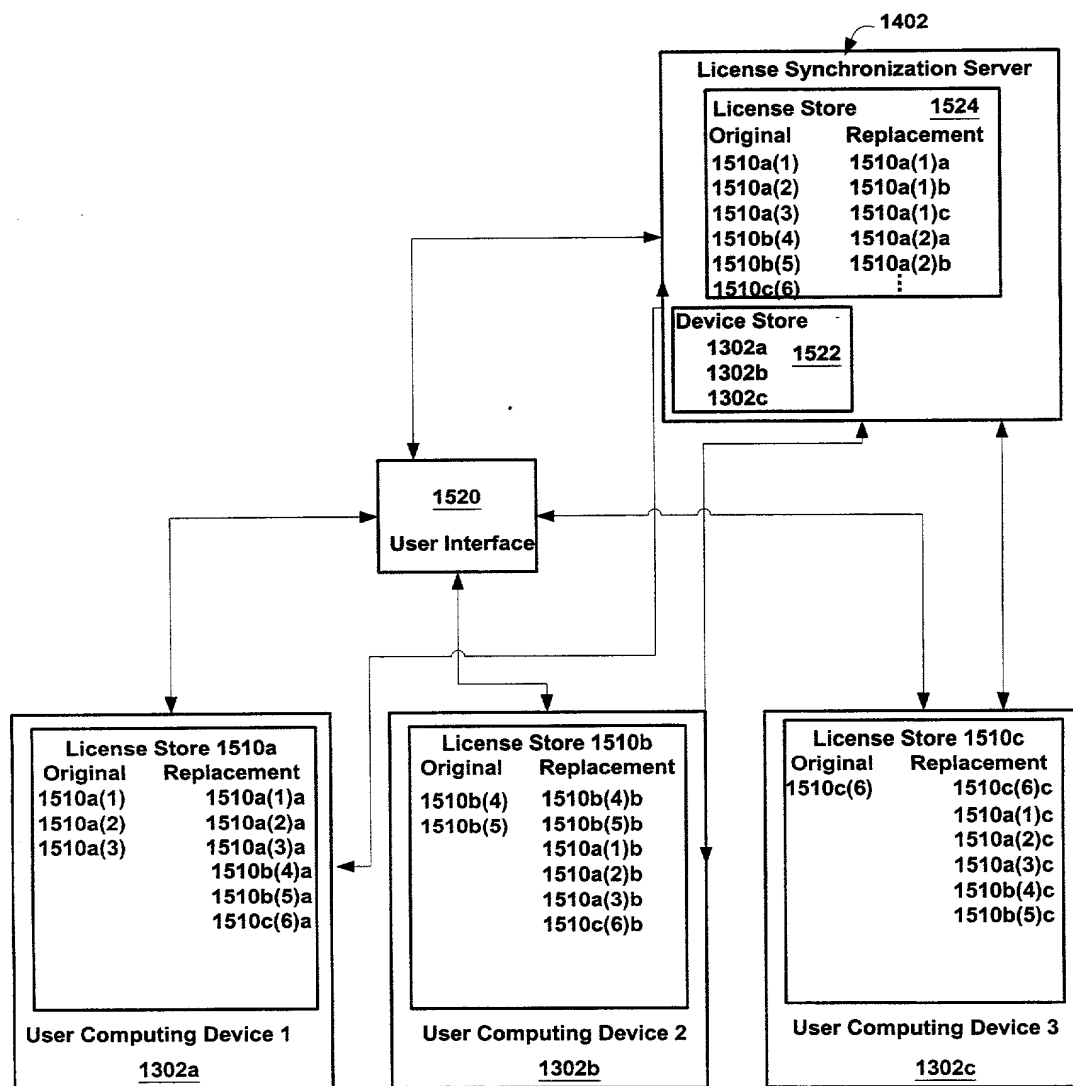 1402
License Synchronization Server
License Store 1524
Original Replacement
1510a(1) 1510a(1)a
1510a(2) 1510a(1)b
1510a(3) 1510a(1)c
1510b(4) 1510a(2)a
1510b(5) 1510a(2)b
1510c(6)
Device Store
1302a 1522
1302b
1302c
1520
User Interface
License Store 1510a
Original Replacement
1510a(1) 1510a(1)a
1510a(2) 1510a(2)a
1510a(3) 1510a(3)a
1510b(4)a
1510b(5)a
1510c(6)a
User Computing Device 1
1302a
License Store 1510b
Original Replacement
1510b(4) 1510b(4)b
1510b(5) 1510b(5)b
1510a(1)b
1510a(2)b
1510a(3)b
1510c(6)b
User Computing Device 2
1302b
License Store 1510c
Original Replacement
1510c(6) 1510c(6)c
1510a(1)c
1510a(2)c
1510a(3)c
1510b(4)c
1510b(5)c
User Computing Device 3
1302c